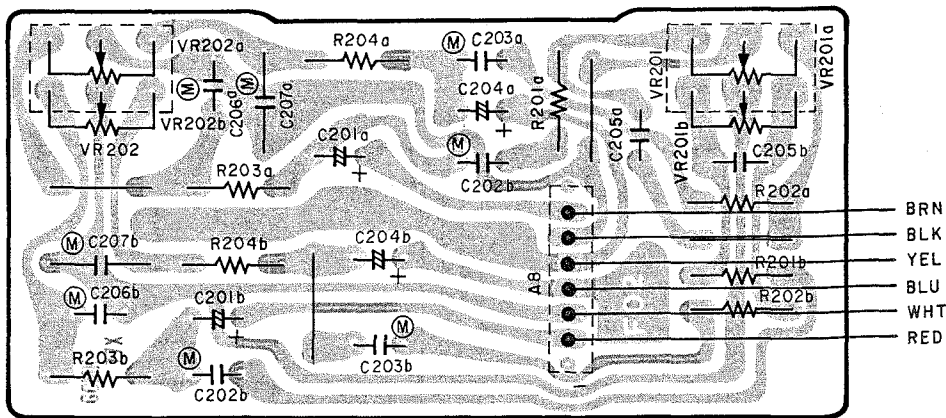 VR202a
R204a
M C203a
VR201
VR201a
M
C206a
M
C207a
C204a
+
R201a
VR202b
VR202
C201a
+
M
C202b
C205a
VR201b
C205b
R203a
R202a
BRN
BLK
M C207b
R204b
C204b
+
YEL
R201b
A8
BLU
M C206b
C201b
+
R202b
WHT
M
C203b
RED
R203b
M
C202b